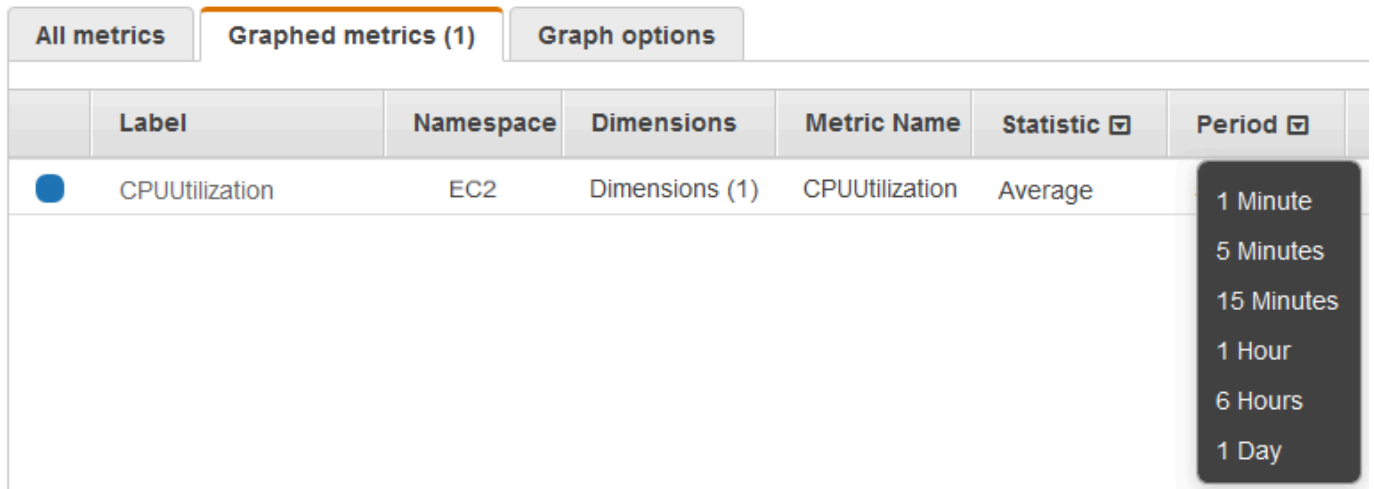 All metrics Graphed metrics (1) Graph options
Label Namespace Dimensions Metric Name Statistic Period
CPUUtilization EC2 Dimensions (1) CPUUtilization Average
1 Minute
5 Minutes
15 Minutes
1 Hour
6 Hours
1 Day